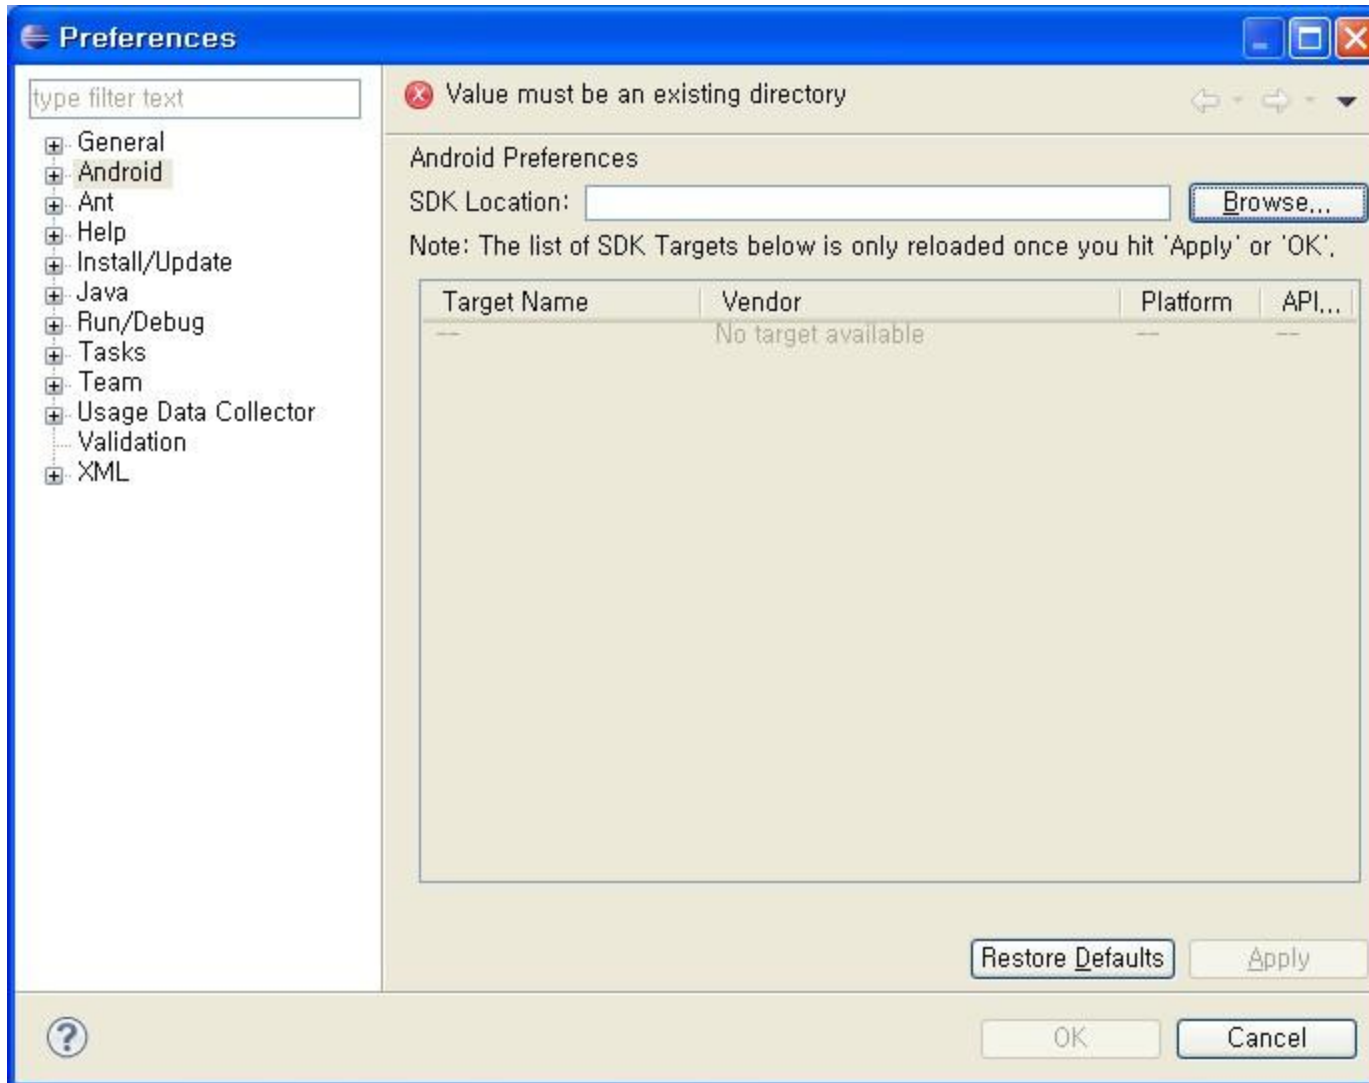 Preferences
type filter text
General
Android
Ant
Help
Install/Update
Java
Run/Debug
Tasks
Team
Usage Data Collector
Validation
XML
Value must be an existing directory
Android Preferences
SDK Location: Browse...
Note: The list of SDK Targets below is only reloaded once you hit 'Apply' or 'OK'.
Target Name Vendor Platform API...
-- No target available -- --
Restore Defaults Apply
? OK Cancel